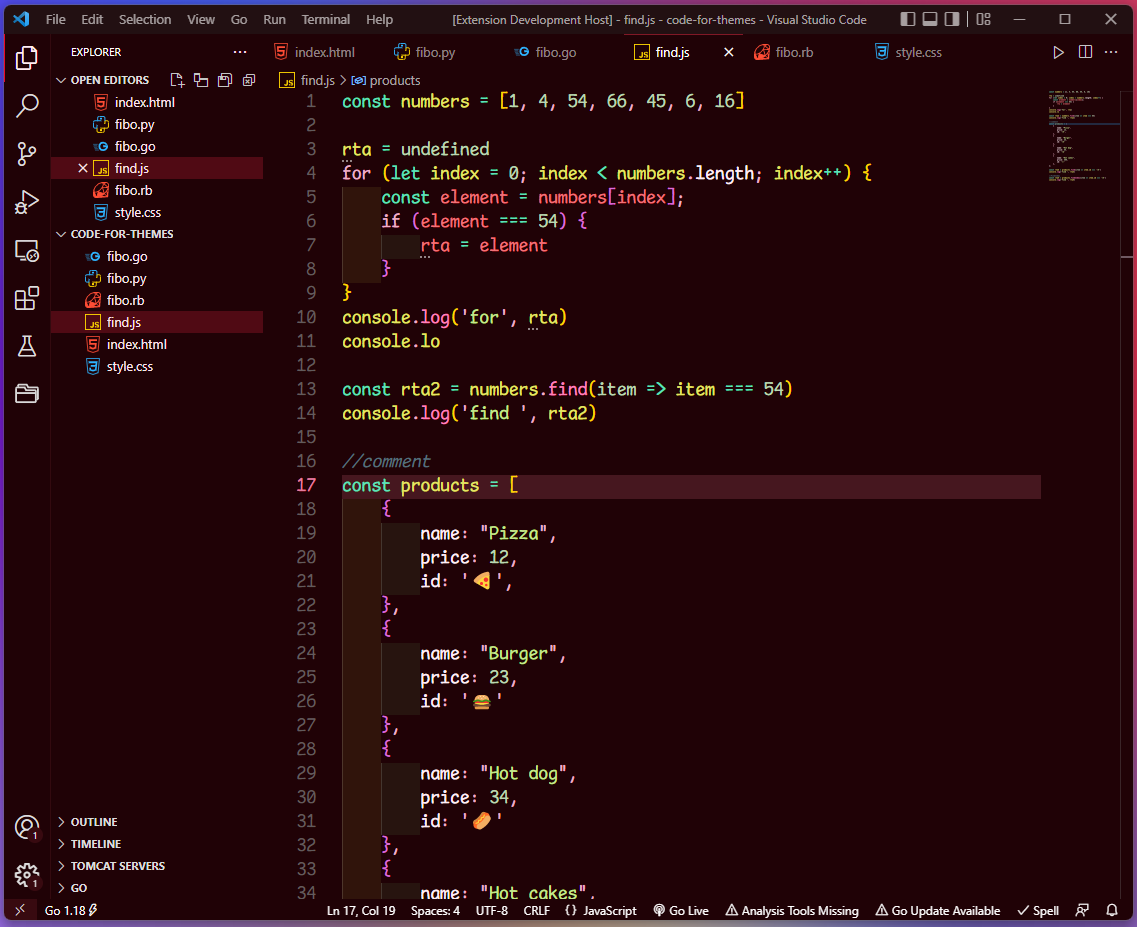 File Edit Selection View Go Run Terminal Help [Extension Development Host] - find.js - code-for-themes - Visual Studio Code
EXPLORER
OPEN EDITORS
index.html
fibo.py
fibo.go
find.js
fibo.rb
style.css
CODE-FOR-THEMES
fibo.go
fibo.py
fibo.rb
find.js
index.html
style.css
OUTLINE
TIMELINE
TOMCAT SERVERS
GO
index.html fibo.py fibo.go find.js fibo.rb style.css
find.js > products
1 const numbers = [1, 4, 54, 66, 45, 6, 16]
2
3 rta = undefined
4 for (let index = 0; index < numbers.length; index++) {
5 const element = numbers[index];
6 if (element === 54) {
7 rta = element
8 }
9 }
10 console.log('for', rta)
11 console.lo
12
13 const rta2 = numbers.find(item => item === 54)
14 console.log('find ', rta2)
15
16 //comment
17 const products = [
18 {
19 name: "Pizza",
20 price: 12,
21 id: '🍕',
22 },
23 {
24 name: "Burger",
25 price: 23,
26 id: '🍔'
27 },
28 {
29 name: "Hot dog",
30 price: 34,
31 id: '🌭'
32 },
33 {
34 name: "Hot cakes",
1
1
Go 1.18 Ln 17, Col 19 Spaces: 4 UTF-8 CRLF {} JavaScript Go Live Analysis Tools Missing Go Update Available Spell